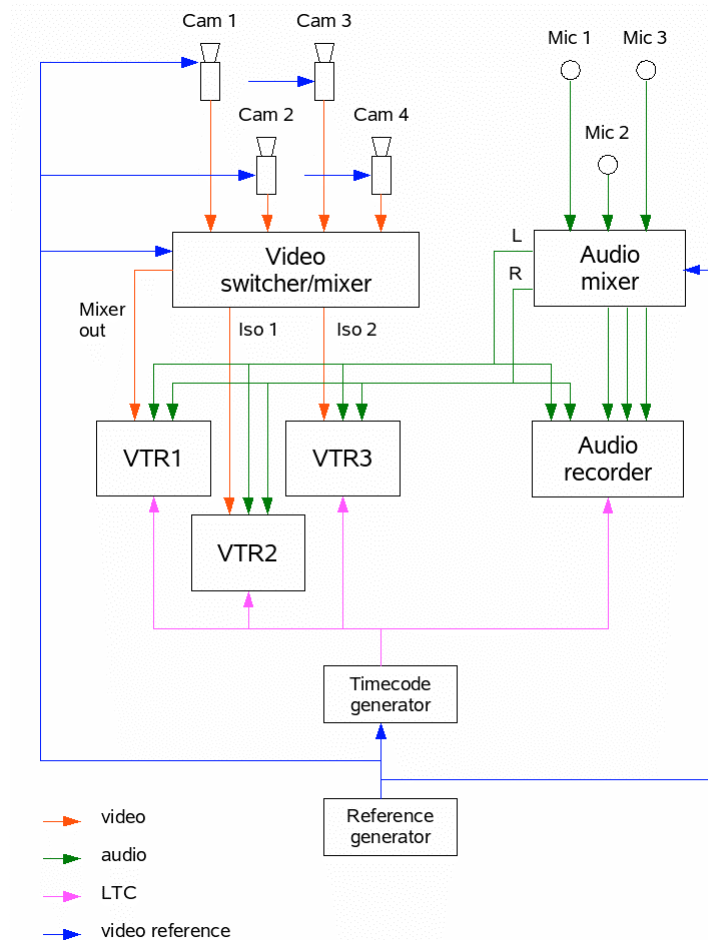 Cam 1
Cam 3
Mic 1
Mic 3
Cam 2
Cam 4
Mic 2
Video
switcher/mixer
L
R
Audio
mixer
Mixer
out
Iso 1
Iso 2
VTR1
VTR3
Audio
recorder
VTR2
Timecode
generator
Reference
generator
video
audio
LTC
video reference